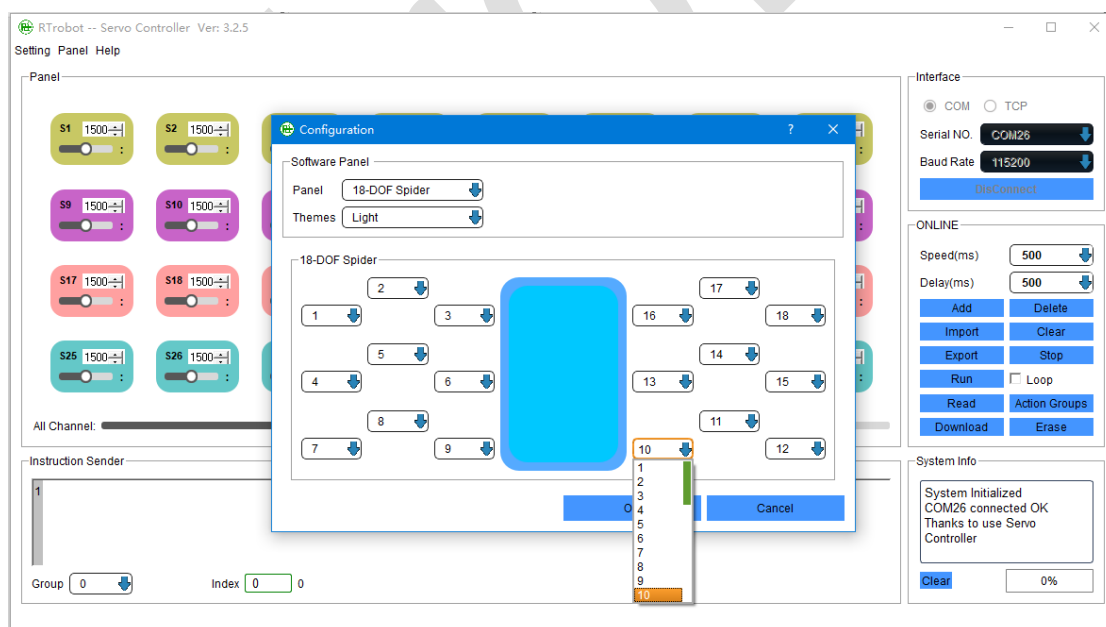 RTrobot -- Servo Controller Ver: 3.2.5
Setting Panel Help
Panel
S1 1500
S2 1500
S9 1500
S10 1500
S17 1500
S18 1500
S25 1500
S26 1500
All Channel:
Configuration
Software Panel
Panel 18-DOF Spider
Themes Light
18-DOF Spider
2 17
1 3 16 18
5 14
4 6 13 15
8 11
7 9 10 12
1
2
3
4
5
6
7
8
9
10
Cancel
Interface
COM TCP
Serial NO. COM26
Baud Rate 115200
DisConnect
ONLINE
Speed(ms) 500
Delay(ms) 500
Add Delete
Import Clear
Export Stop
Run Loop
Read Action Groups
Download Erase
Instruction Sender
1
Group 0 Index 0 0
System Info
System Initialized
COM26 connected OK
Thanks to use Servo
Controller
Clear 0%